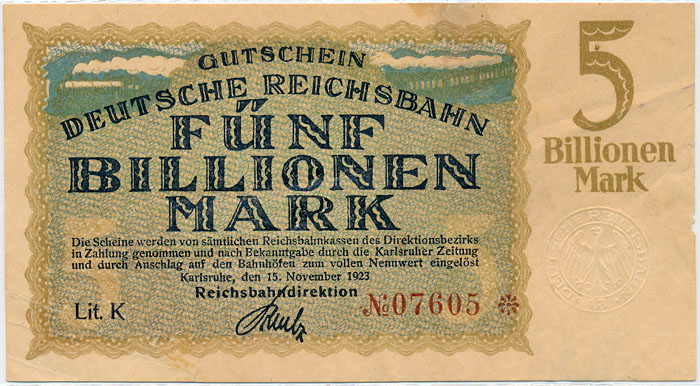 GUTSCHEIN
DEUTSCHE REICHSBAHN
FÜNF
BILLIONEN
MARK
Die Scheine werden von sämtlichen Reichsbahnkassen des Direktionsbezirks
in Zahlung genommen und nach Bekanntgabe durch die Karlsruher Zeitung
und durch Anschlag auf den Bahnhöfen zum vollen Nennwert eingelöst
Karlsruhe, den 15. November 1923
Reichsbahndirektion
Lit. K
№07605 *
5
Billionen
Mark